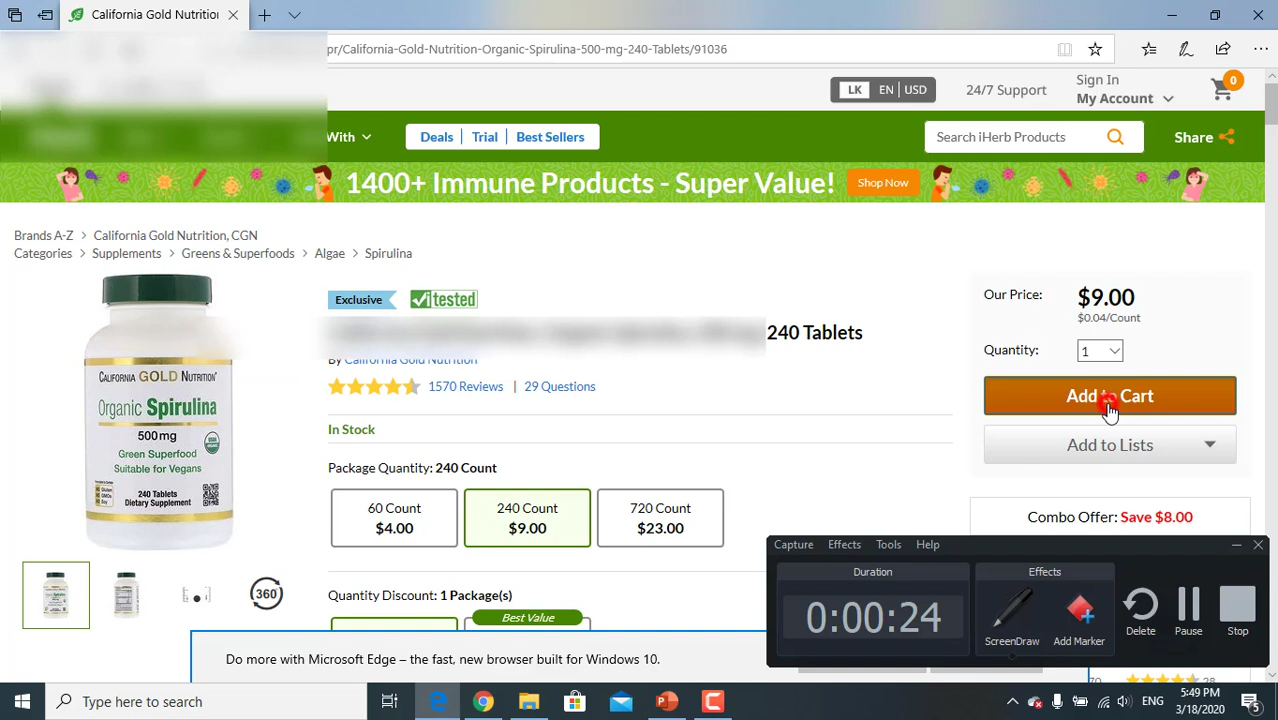 California Gold Nutrition
pr/California-Gold-Nutrition-Organic-Spirulina-500-mg-240-Tablets/91036
LK EN | USD
24/7 Support
Sign In
My Account
0
With
Deals | Trial | Best Sellers
Search iHerb Products
Share
1400+ Immune Products - Super Value!
Shop Now
Brands A-Z > California Gold Nutrition, CGN
Categories > Supplements > Greens & Superfoods > Algae > Spirulina
Exclusive
itested
240 Tablets
By California Gold Nutrition
1570 Reviews | 29 Questions
In Stock
Package Quantity: 240 Count
60 Count
$4.00
240 Count
$9.00
720 Count
$23.00
Quantity Discount: 1 Package(s)
Best Value
CALIFORNIA GOLD NUTRITION
Organic Spirulina
500mg
USDA
Green Superfood
Suitable for Vegans
240 Tablets
Dietary Supplement
360
Our Price:
$9.00
$0.04/Count
Quantity:
1
Add to Cart
Add to Lists
Combo Offer: Save $8.00
Capture Effects Tools Help
Duration
0:00:24
Effects
ScreenDraw
Add Marker
Delete
Pause
Stop
Do more with Microsoft Edge – the fast, new browser built for Windows 10.
28
Type here to search
ENG
5:49 PM
3/18/2020
5